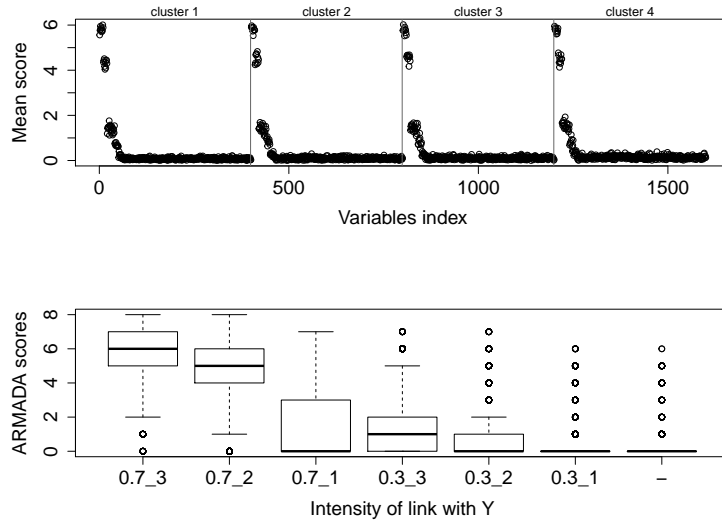 cluster 1 cluster 2 cluster 3 cluster 4
Mean score
6
4
2
0
0 500 1000 1500
Variables index
ARMADA scores
8
6
4
2
0
0.7_3 0.7_2 0.7_1 0.3_3 0.3_2 0.3_1 –
Intensity of link with Y